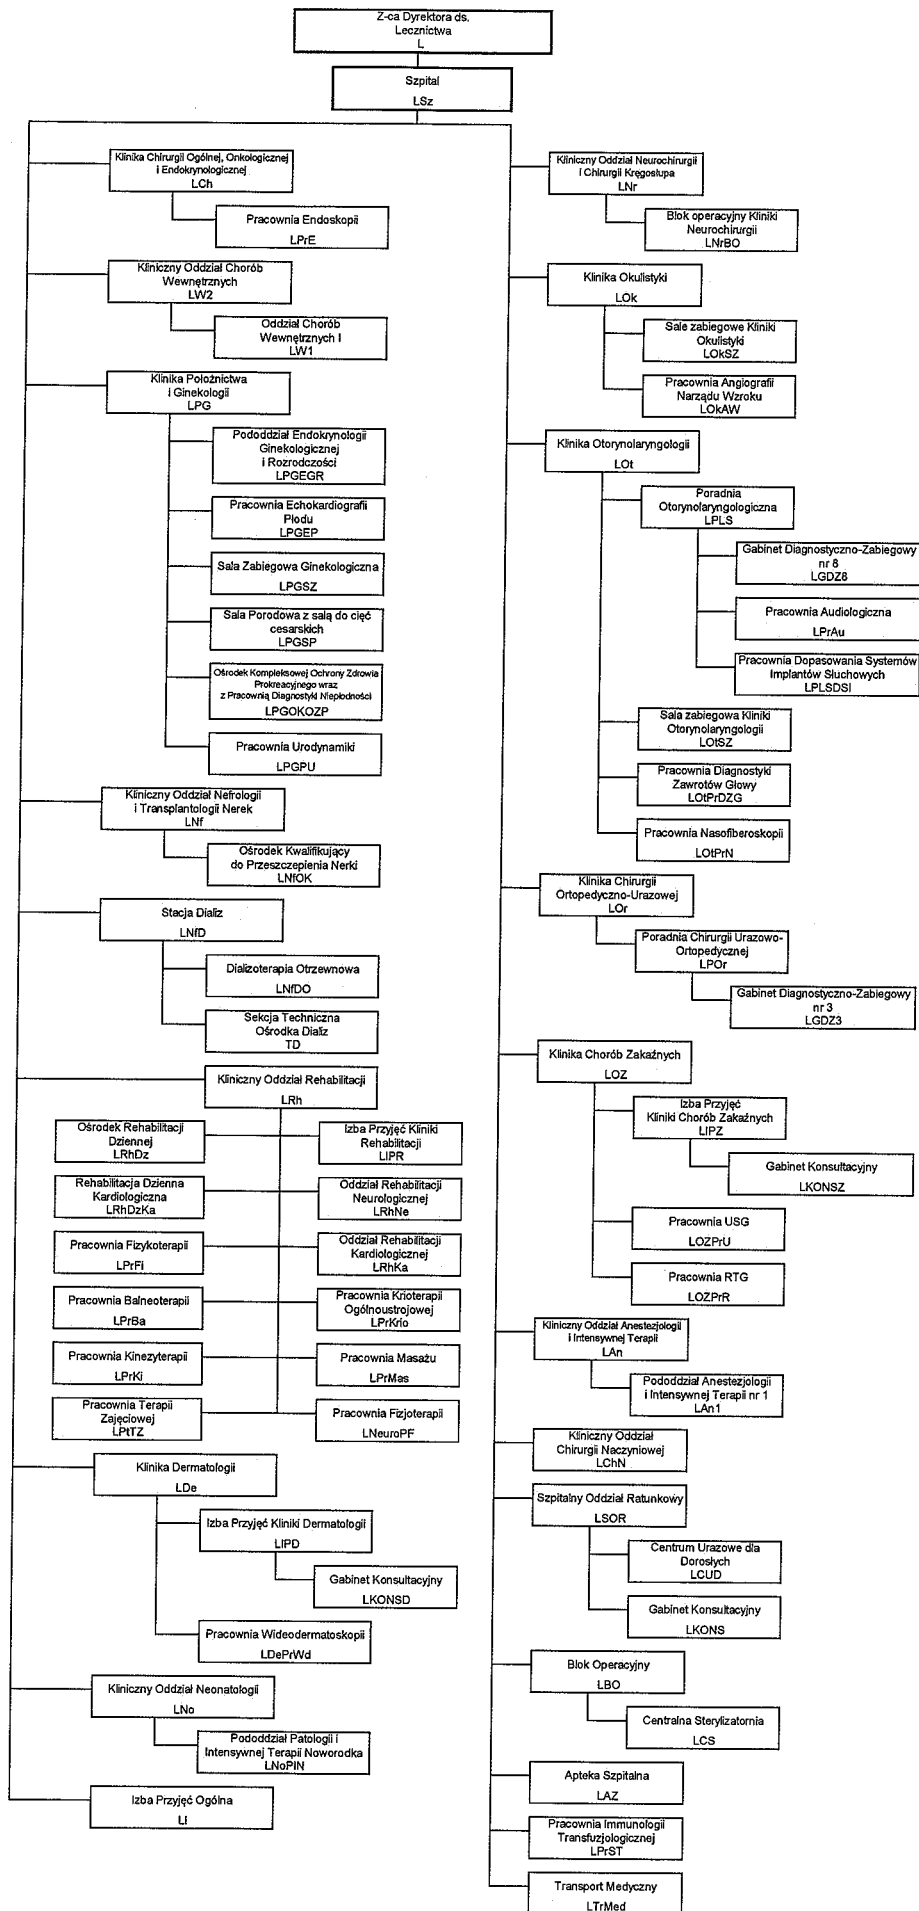 Z-ca Dyrektora ds.
Lecznictwa
L
Szpital
LSz
Klinika Chirurgii Ogólnej, Onkologicznej
i Endokrynologicznej
LCh
Pracownia Endoskopii
LPrE
Kliniczny Oddział Chorób
Wewnętrznych
LW2
Oddział Chorób
Wewnętrznych I
LW1
Klinika Położnictwa
i Ginekologii
LPG
Pododdział Endokrynologii
Ginekologicznej
i Rozrodczości
LPGEGR
Pracownia Echokardiografii
Płodu
LPGEP
Sala Zabiegowa Ginekologiczna
LPGSZ
Sala Porodowa z salą do cięć
cesarskich
LPGSP
Ośrodek Kompleksowej Ochrony Zdrowia
Prokreacyjnego wraz
z Pracownią Diagnostyki Niepłodności
LPGOKOZP
Pracownia Urodynamiki
LPGPU
Kliniczny Oddział Nefrologii
i Transplantologii Nerek
LNf
Ośrodek Kwalifikujący
do Przeszczepienia Nerki
LNfOK
Stacja Dializ
LNfD
Dializoterapia Otrzewnowa
LNfDO
Sekcja Techniczna
Ośrodka Dializ
TD
Kliniczny Oddział Rehabilitacji
LRh
Ośrodek Rehabilitacji
Dziennej
LRhDz
Izba Przyjęć Kliniki
Rehabilitacji
LIPR
Rehabilitacja Dzienna
Kardiologiczna
LRhDzKa
Oddział Rehabilitacji
Neurologicznej
LRhNe
Pracownia Fizykoterapii
LPrFi
Oddział Rehabilitacji
Kardiologicznej
LRhKa
Pracownia Balneoterapii
LPrBa
Pracownia Krioterapii
Ogólnoustrojowej
LPrKrio
Pracownia Kinezyterapii
LPrKi
Pracownia Masażu
LPrMas
Pracownia Terapii
Zajęciowej
LPtTZ
Pracownia Fizjoterapii
LNeuroPF
Klinika Dermatologii
LDe
Izba Przyjęć Kliniki Dermatologii
LIPD
Gabinet Konsultacyjny
LKONSD
Pracownia Wideodermatoskopii
LDePrWd
Kliniczny Oddział Neonatologii
LNo
Pododdział Patologii i
Intensywnej Terapii Noworodka
LNoPIN
Izba Przyjęć Ogólna
LI
Kliniczny Oddział Neurochirurgii
i Chirurgii Kręgosłupa
LNr
Blok operacyjny Kliniki
Neurochirurgii
LNrBO
Klinika Okulistyki
LOk
Sale zabiegowe Kliniki
Okulistyki
LOkSZ
Pracownia Angiografii
Narządu Wzroku
LOkAW
Klinika Otorynolaryngologii
LOt
Poradnia
Otorynolaryngologiczna
LPLS
Gabinet Diagnostyczno-Zabiegowy
nr 8
LGDZ8
Pracownia Audiologiczna
LPrAu
Pracownia Dopasowania Systemów
Implantów Słuchowych
LPLSDSI
Sala zabiegowa Kliniki
Otorynolaryngologii
LOtSZ
Pracownia Diagnostyki
Zawrotów Głowy
LOtPrDZG
Pracownia Nasofiberoskopii
LOtPrN
Klinika Chirurgii
Ortopedyczno-Urazowej
LOr
Poradnia Chirurgii Urazowo-
Ortopedycznej
LPOr
Gabinet Diagnostyczno-Zabiegowy
nr 3
LGDZ3
Klinika Chorób Zakaźnych
LOZ
Izba Przyjęć
Kliniki Chorób Zakaźnych
LIPZ
Gabinet Konsultacyjny
LKONSZ
Pracownia USG
LOZPrU
Pracownia RTG
LOZPrR
Kliniczny Oddział Anestezjologii
i Intensywnej Terapii
LAn
Pododdział Anestezjologii
i Intensywnej Terapii nr 1
LAn1
Kliniczny Oddział
Chirurgii Naczyniowej
LChN
Szpitalny Oddział Ratunkowy
LSOR
Centrum Urazowe dla
Dorosłych
LCUD
Gabinet Konsultacyjny
LKONS
Blok Operacyjny
LBO
Centralna Sterylizatornia
LCS
Apteka Szpitalna
LAZ
Pracownia Immunologii
Transfuzjologicznej
LPrST
Transport Medyczny
LTrMed